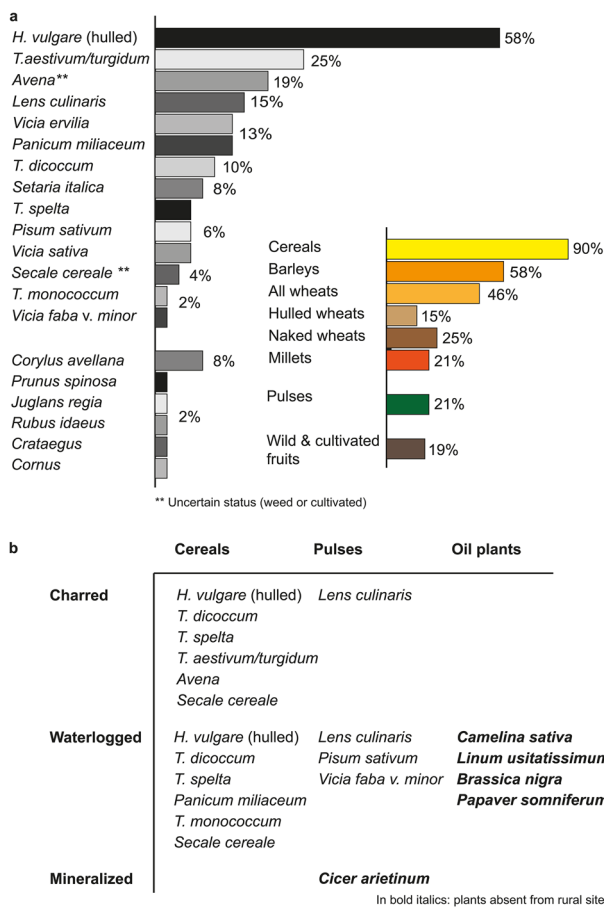 a
H. vulgare (hulled) 58%
T.aestivum/turgidum 25%
Avena** 19%
Lens culinaris 15%
Vicia ervilia
13%
Panicum miliaceum
T. dicoccum 10%
Setaria italica 8%
T. spelta
Pisum sativum 6%
Vicia sativa
Secale cereale ** 4%
T. monococcum
2%
Vicia faba v. minor
Corylus avellana 8%
Prunus spinosa
Juglans regia
2%
Rubus idaeus
Crataegus
Cornus
Cereals 90%
Barleys 58%
All wheats 46%
Hulled wheats 15%
Naked wheats 25%
Millets 21%
Pulses 21%
Wild & cultivated
fruits 19%
** Uncertain status (weed or cultivated)
b
Cereals Pulses Oil plants
Charred H. vulgare (hulled) Lens culinaris
T. dicoccum
T. spelta
T. aestivum/turgidum
Avena
Secale cereale
Waterlogged H. vulgare (hulled) Lens culinaris Camelina sativa
T. dicoccum Pisum sativum Linum usitatissimum
T. spelta Vicia faba v. minor Brassica nigra
Panicum miliaceum Papaver somniferum
T. monococcum
Secale cereale
Mineralized Cicer arietinum
In bold italics: plants absent from rural site